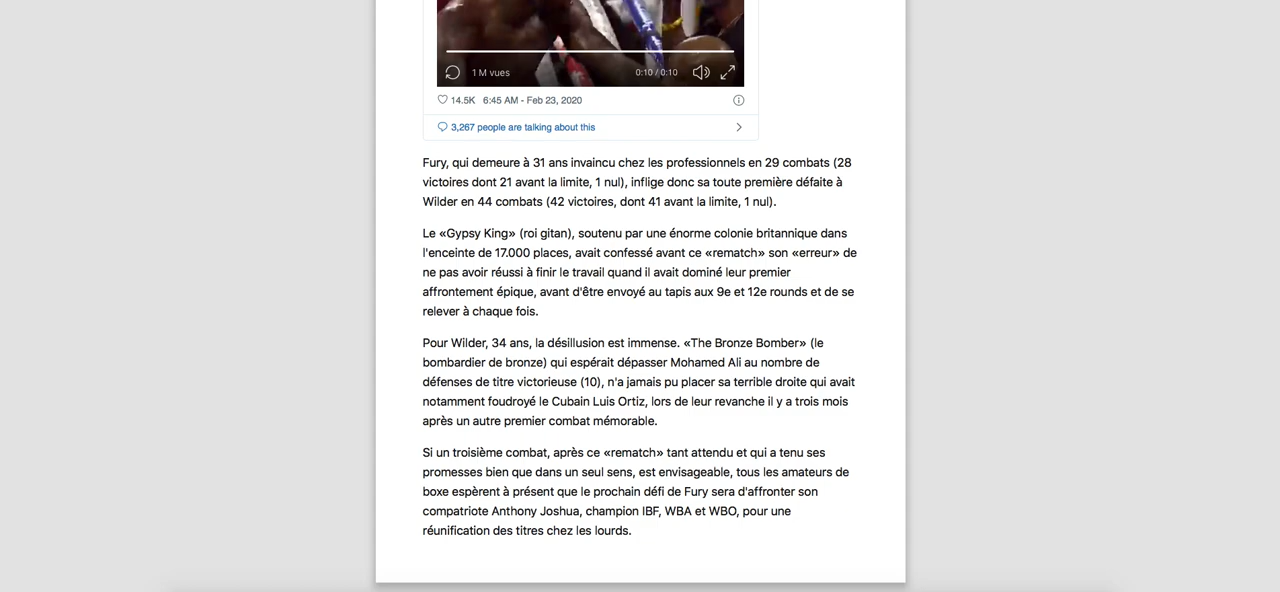 1 M vues
0:10 / 0:10
14.5K 6:45 AM - Feb 23, 2020
3,267 people are talking about this
Fury, qui demeure à 31 ans invaincu chez les professionnels en 29 combats (28
victoires dont 21 avant la limite, 1 nul), inflige donc sa toute première défaite à
Wilder en 44 combats (42 victoires, dont 41 avant la limite, 1 nul).
Le «Gypsy King» (roi gitan), soutenu par une énorme colonie britannique dans
l'enceinte de 17.000 places, avait confessé avant ce «rematch» son «erreur» de
ne pas avoir réussi à finir le travail quand il avait dominé leur premier
affrontement épique, avant d'être envoyé au tapis aux 9e et 12e rounds et de se
relever à chaque fois.
Pour Wilder, 34 ans, la désillusion est immense. «The Bronze Bomber» (le
bombardier de bronze) qui espérait dépasser Mohamed Ali au nombre de
défenses de titre victorieuse (10), n'a jamais pu placer sa terrible droite qui avait
notamment foudroyé le Cubain Luis Ortiz, lors de leur revanche il y a trois mois
après un autre premier combat mémorable.
Si un troisième combat, après ce «rematch» tant attendu et qui a tenu ses
promesses bien que dans un seul sens, est envisageable, tous les amateurs de
boxe espèrent à présent que le prochain défi de Fury sera d'affronter son
compatriote Anthony Joshua, champion IBF, WBA et WBO, pour une
réunification des titres chez les lourds.